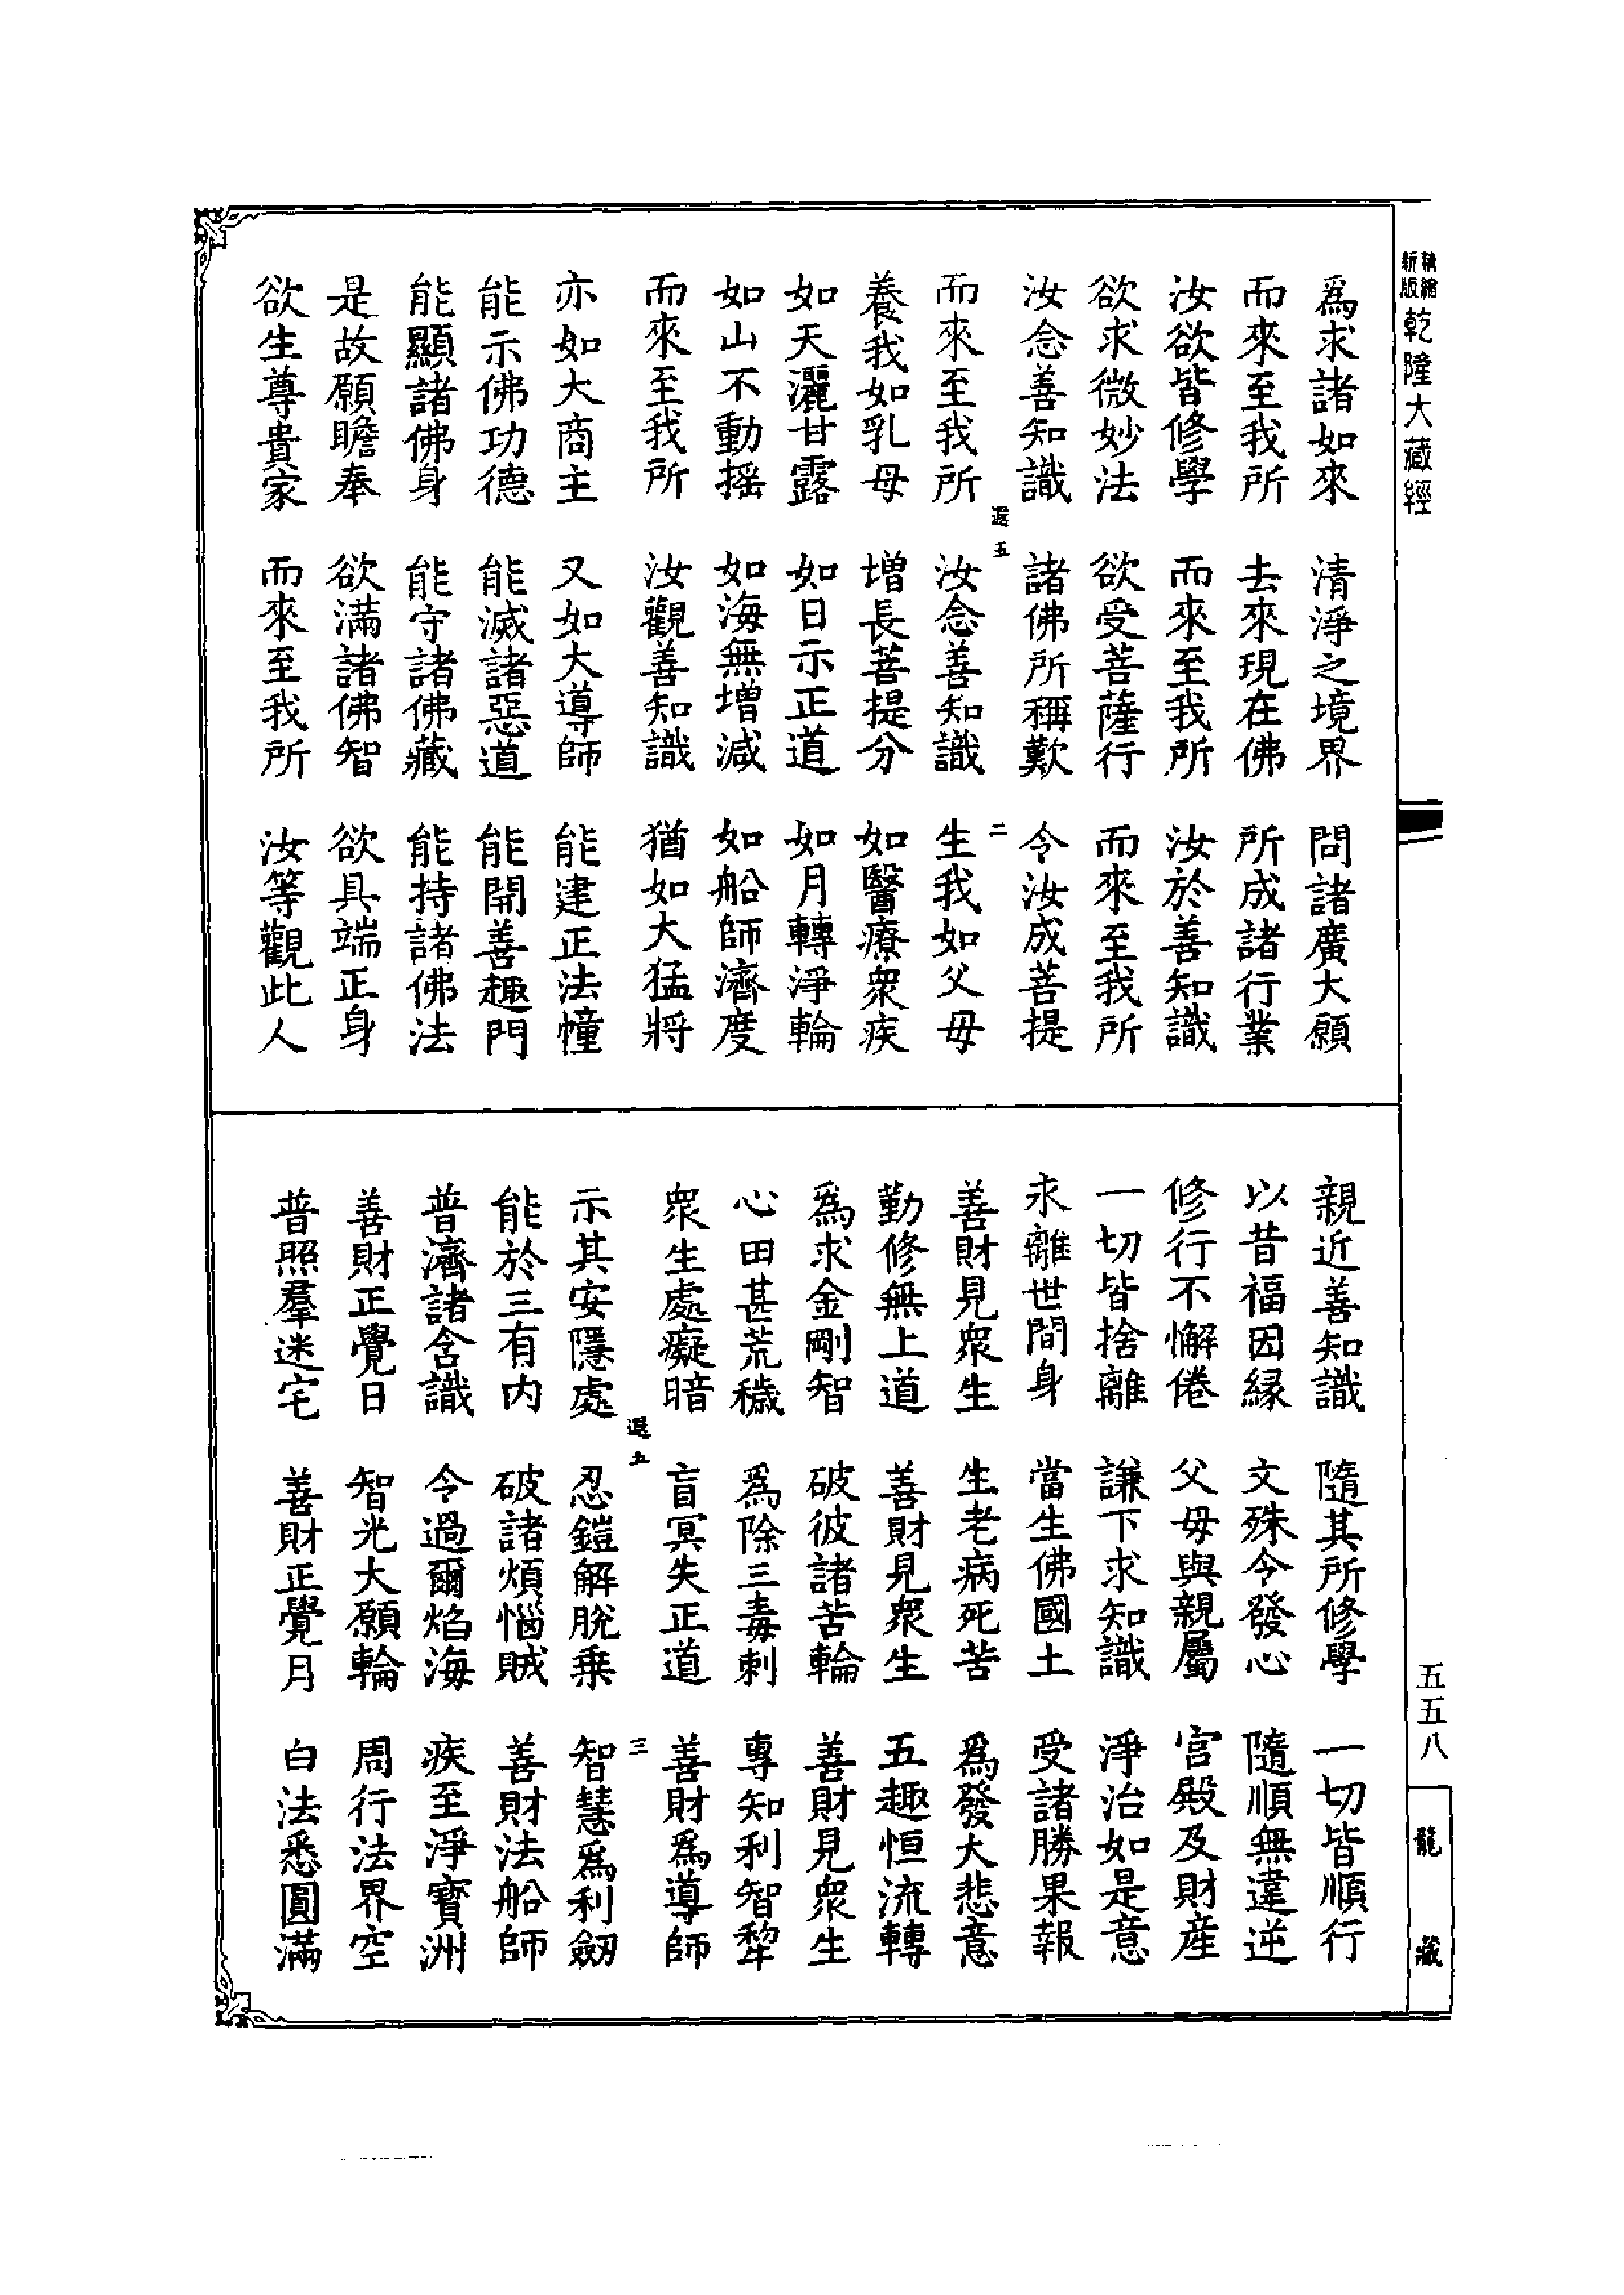 精縮新版乾隆大藏經
爲求諸如來　清淨之境界　問諸廣大願
而來至我所　去來現在佛　所成諸行業
汝欲皆修學　而來至我所　汝於善知識
欲求微妙法　欲受菩薩行　而來至我所
汝念善知識　諸佛所稱歎　令汝成菩提
遐五　二
而來至我所　汝念善知識　生我如父母
養我如乳母　增長菩提分　如醫療衆疾
如天灑甘露　如日示正道　如月轉淨輪
如山不動搖　如海無增減　如船師濟度
而來至我所　汝觀善知識　猶如大猛將
亦如大商主　又如大導師　能建正法幢
能示佛功德　能滅諸惡道　能開善趣門
能顯諸佛身　能守諸佛藏　能持諸佛法
是故願瞻奉　欲滿諸佛智　欲具端正身
欲生尊貴家　而來至我所　汝等觀此人
親近善知識　隨其所修學　一切皆順行
以昔福因緣　文殊令發心　隨順無違逆
修行不懈倦　父母與親屬　宮殿及財產
一切皆捨離　謙下求知識　淨治如是意
永離世間身　當生佛國土　受諸勝果報
善財見衆生　生老病死苦　爲發大悲意
勤修無上道　善財見衆生　五趣恒流轉
爲求金剛智　破彼諸苦輪　善財見衆生
心田甚荒穢　爲除三毒刺　專知利智犂
衆生處癡暗　盲冥失正道　善財爲導師
遐五　三
示其安隱處　忍鎧解脫乗　智慧爲利劒
能於三有內　破諸煩惱賊　善財法船師
普濟諸含識　令過爾焰海　疾至淨寶洲
善財正覺日　智光大願輪　周行法界空
普照羣迷宅　善財正覺月　白法悉圓滿
五五八
龍藏